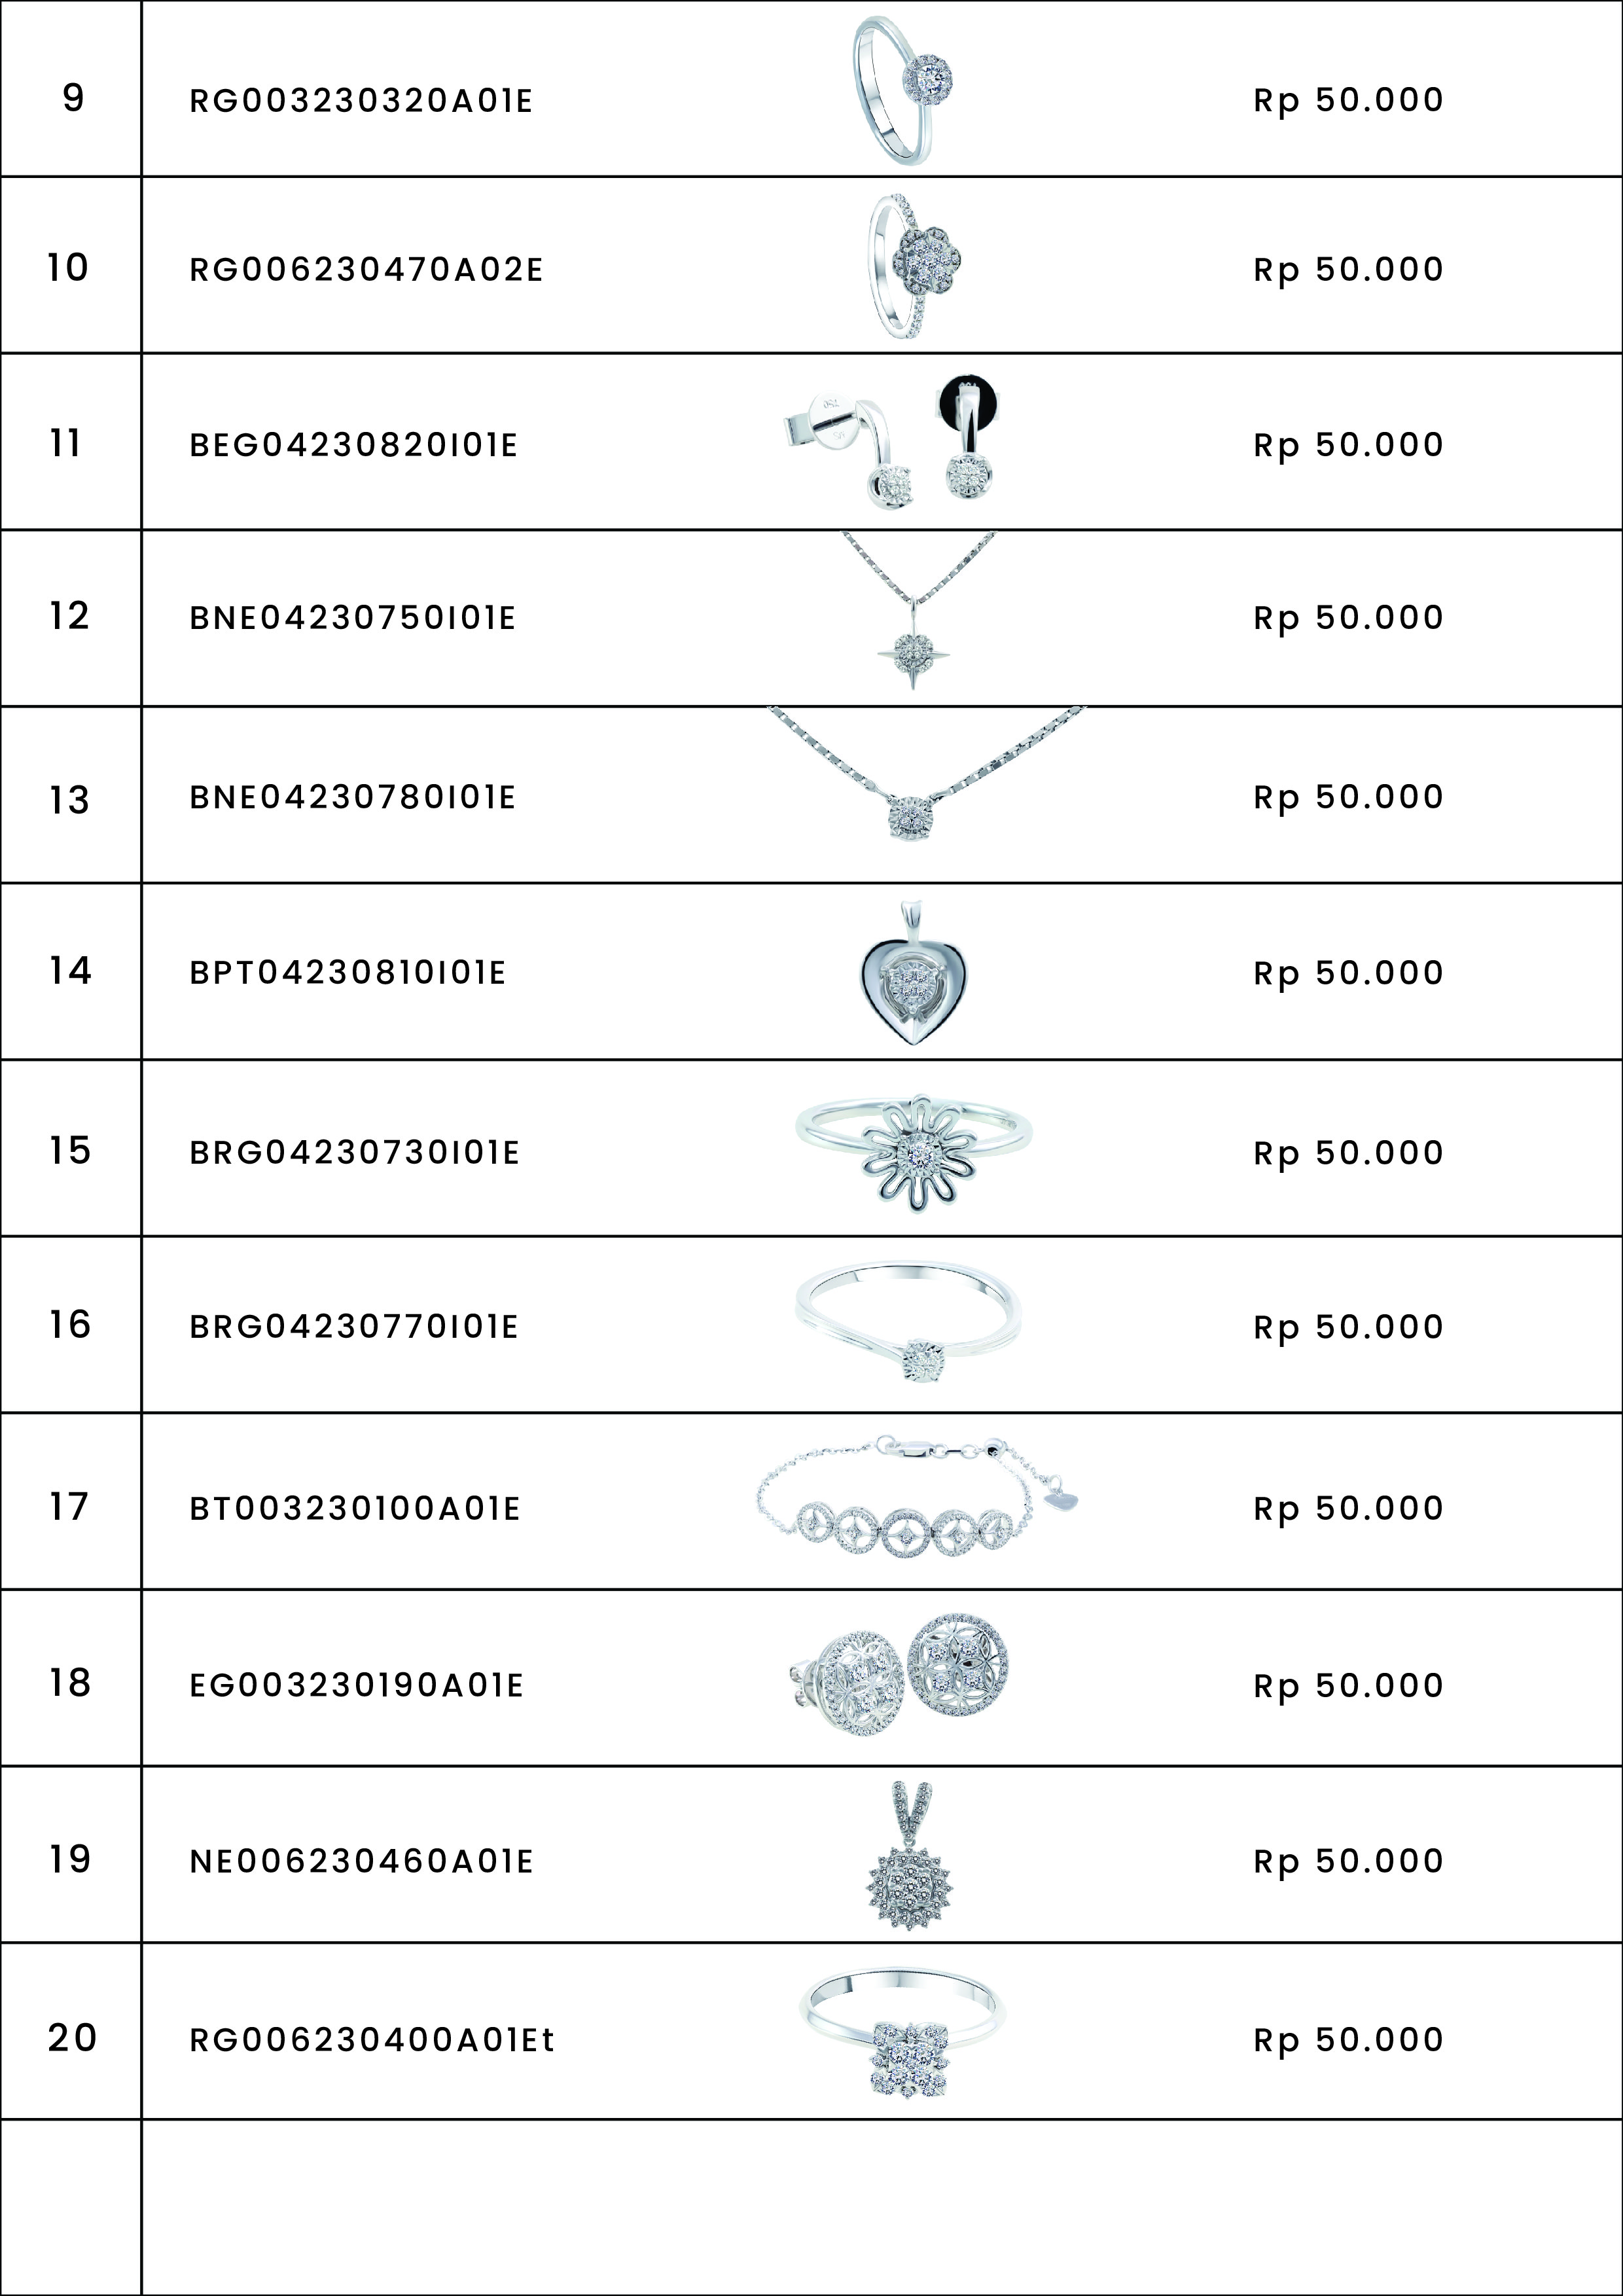 9 RG003230320A01E Rp 50.000
10 RG006230470A02E Rp 50.000
11 BEG04230820I01E Rp 50.000
12 BNE04230750I01E Rp 50.000
13 BNE04230780I01E Rp 50.000
14 BPT04230810I01E Rp 50.000
15 BRG04230730I01E Rp 50.000
16 BRG04230770I01E Rp 50.000
17 BT003230100A01E Rp 50.000
18 EG003230190A01E Rp 50.000
19 NE006230460A01E Rp 50.000
20 RG006230400A01Et Rp 50.000